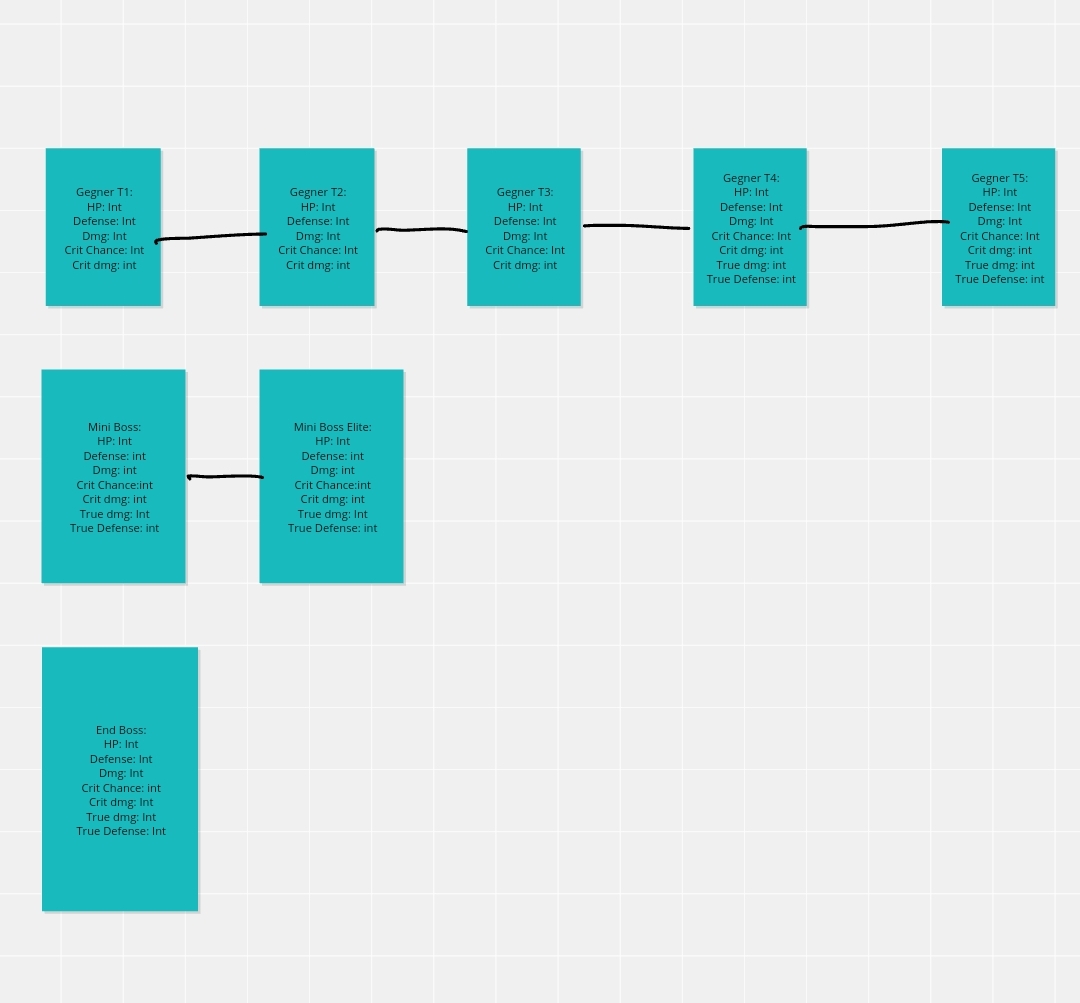 Gegner T1:
HP: Int
Defense: Int
Dmg: Int
Crit Chance: Int
Crit dmg: int
Gegner T2:
HP: Int
Defense: Int
Dmg: Int
Crit Chance: Int
Crit dmg: int
Gegner T3:
HP: Int
Defense: Int
Dmg: Int
Crit Chance: Int
Crit dmg: int
Gegner T4:
HP: Int
Defense: Int
Dmg: Int
Crit Chance: Int
Crit dmg: int
True dmg: int
True Defense: int
Gegner T5:
HP: Int
Defense: Int
Dmg: Int
Crit Chance: Int
Crit dmg: int
True dmg: int
True Defense: int
Mini Boss:
HP: Int
Defense: int
Dmg: int
Crit Chance:int
Crit dmg: int
True dmg: Int
True Defense: int
Mini Boss Elite:
HP: Int
Defense: int
Dmg: int
Crit Chance:int
Crit dmg: int
True dmg: Int
True Defense: int
End Boss:
HP: Int
Defense: Int
Dmg: Int
Crit Chance: int
Crit dmg: Int
True dmg: Int
True Defense: Int